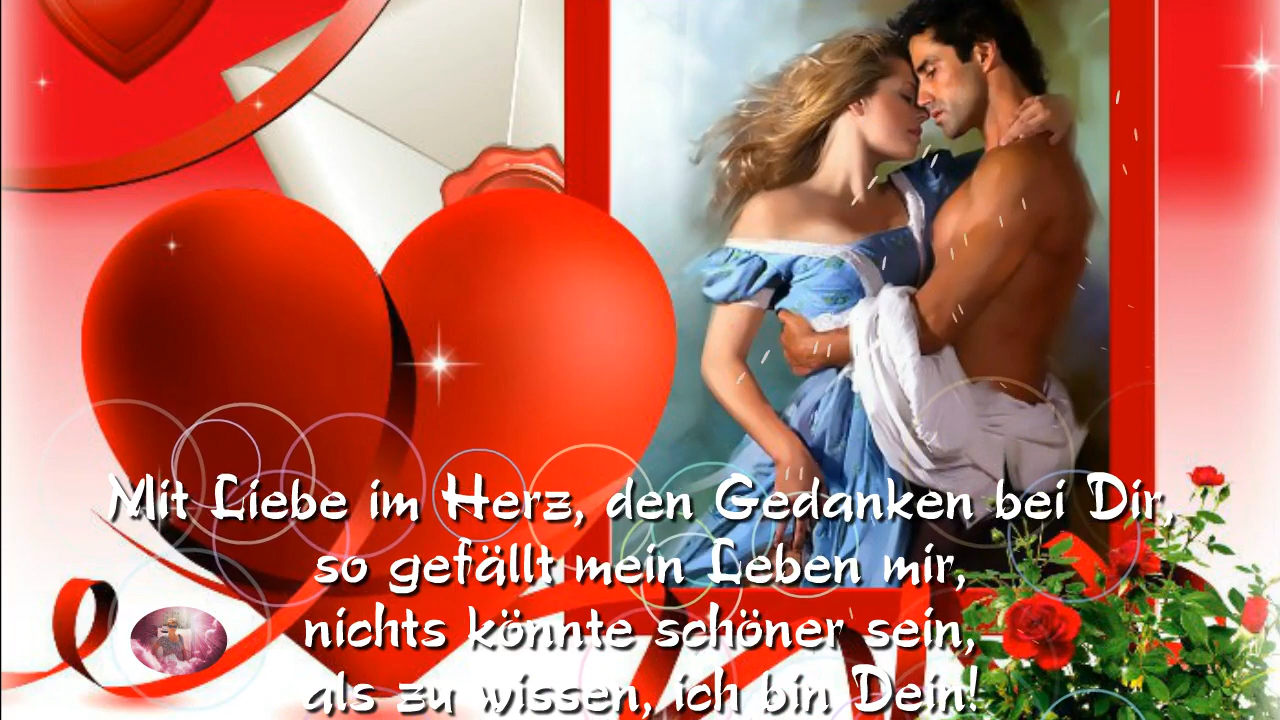 Mit Liebe im Herz, den Gedanken bei Dir,
so gefällt mein Leben mir,
nichts könnte schöner sein,
als zu wissen, ich bin Dein!